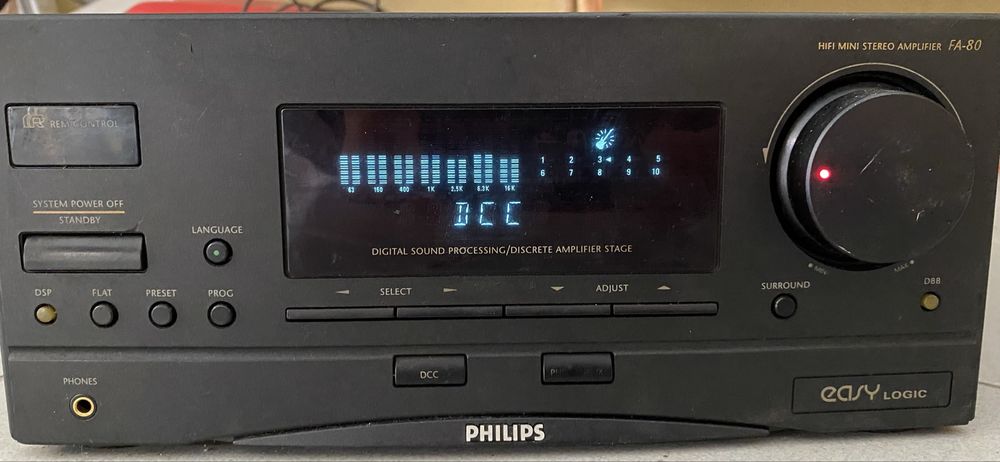 HIFI MINI STEREO AMPLIFIER FA-80
REM CONTROL
1 2 3 4 5
6 7 8 9 10
63 150 400 1K 2.5K 6.3K 16K
DCC
DIGITAL SOUND PROCESSING/DISCRETE AMPLIFIER STAGE
SYSTEM POWER OFF
STANDBY
LANGUAGE
MIN MAX
DSP FLAT PRESET PROG
SELECT ADJUST
SURROUND
DBB
DCC
PHONES
easy LOGIC
PHILIPS